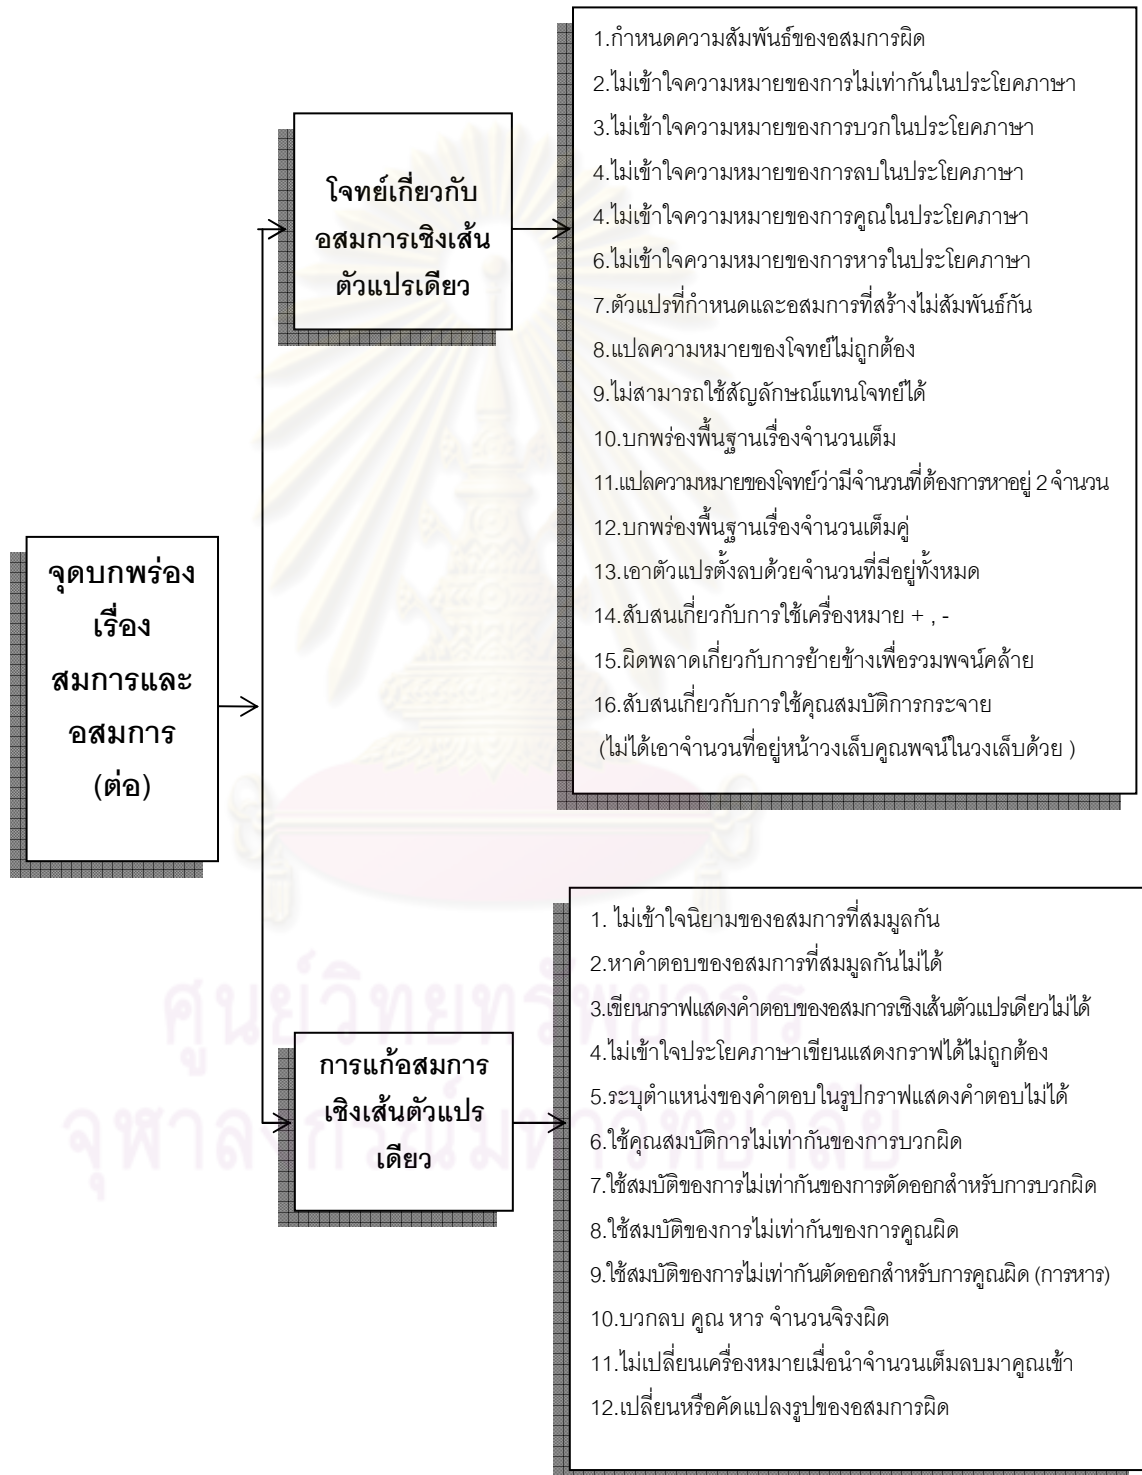 จุดบกพร่อง
เรื่อง
สมการและ
อสมการ
(ต่อ)
โจทย์เกี่ยวกับ
อสมการเชิงเส้น
ตัวแปรเดียว
1.กำหนดความสัมพันธ์ของอสมการผิด
2.ไม่เข้าใจความหมายของการไม่เท่ากันในประโยคภาษา
3.ไม่เข้าใจความหมายของการบวกในประโยคภาษา
4.ไม่เข้าใจความหมายของการลบในประโยคภาษา
4.ไม่เข้าใจความหมายของการคูณในประโยคภาษา
6.ไม่เข้าใจความหมายของการหารในประโยคภาษา
7.ตัวแปรที่กำหนดและอสมการที่สร้างไม่สัมพันธ์กัน
8.แปลความหมายของโจทย์ไม่ถูกต้อง
9.ไม่สามารถใช้สัญลักษณ์แทนโจทย์ได้
10.บกพร่องพื้นฐานเรื่องจำนวนเต็ม
11.แปลความหมายของโจทย์ว่ามีจำนวนที่ต้องการหาอยู่ 2 จำนวน
12.บกพร่องพื้นฐานเรื่องจำนวนเต็มคู่
13.เอาตัวแปรตั้งลบด้วยจำนวนที่มีอยู่ทั้งหมด
14.สับสนเกี่ยวกับการใช้เครื่องหมาย + , -
15.ผิดพลาดเกี่ยวกับการย้ายข้างเพื่อรวมพจน์คล้าย
16.สับสนเกี่ยวกับการใช้คุณสมบัติการกระจาย
(ไม่ได้เอาจำนวนที่อยู่หน้าวงเล็บคูณพจน์ในวงเล็บด้วย )
การแก้อสมการ
เชิงเส้นตัวแปร
เดียว
1. ไม่เข้าใจนิยามของอสมการที่สมมูลกัน
2.หาคำตอบของอสมการที่สมมูลกันไม่ได้
3.เขียนกราฟแสดงคำตอบของอสมการเชิงเส้นตัวแปรเดียวไม่ได้
4.ไม่เข้าใจประโยคภาษาเขียนแสดงกราฟได้ไม่ถูกต้อง
5.ระบุตำแหน่งของคำตอบในรูปกราฟแสดงคำตอบไม่ได้
6.ใช้คุณสมบัติการไม่เท่ากันของการบวกผิด
7.ใช้สมบัติของการไม่เท่ากันของการตัดออกสำหรับการบวกผิด
8.ใช้สมบัติของการไม่เท่ากันของการคูณผิด
9.ใช้สมบัติของการไม่เท่ากันตัดออกสำหรับการคูณผิด (การหาร)
10.บวกลบ คูณ หาร จำนวนจริงผิด
11.ไม่เปลี่ยนเครื่องหมายเมื่อนำจำนวนเต็มลบมาคูณเข้า
12.เปลี่ยนหรือคัดแปลงรูปของอสมการผิด
ศูนย์วิทยทรัพยากร
จุฬาลงกรณ์มหาวิทยาลัย